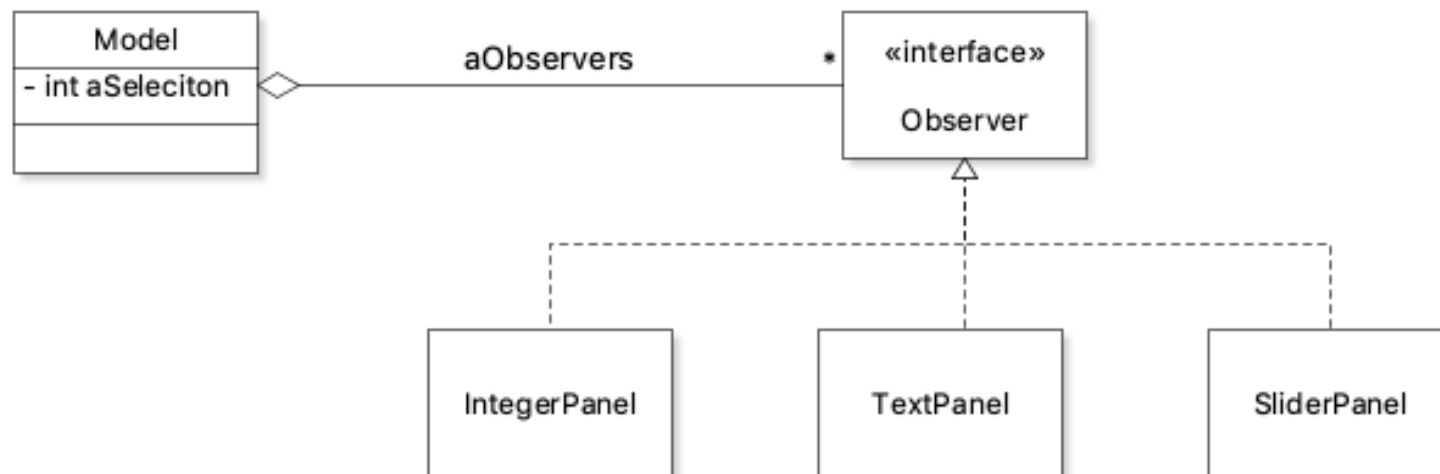 Model
- int aSeleciton
aObservers
*
«interface»
Observer
IntegerPanel
TextPanel
SliderPanel